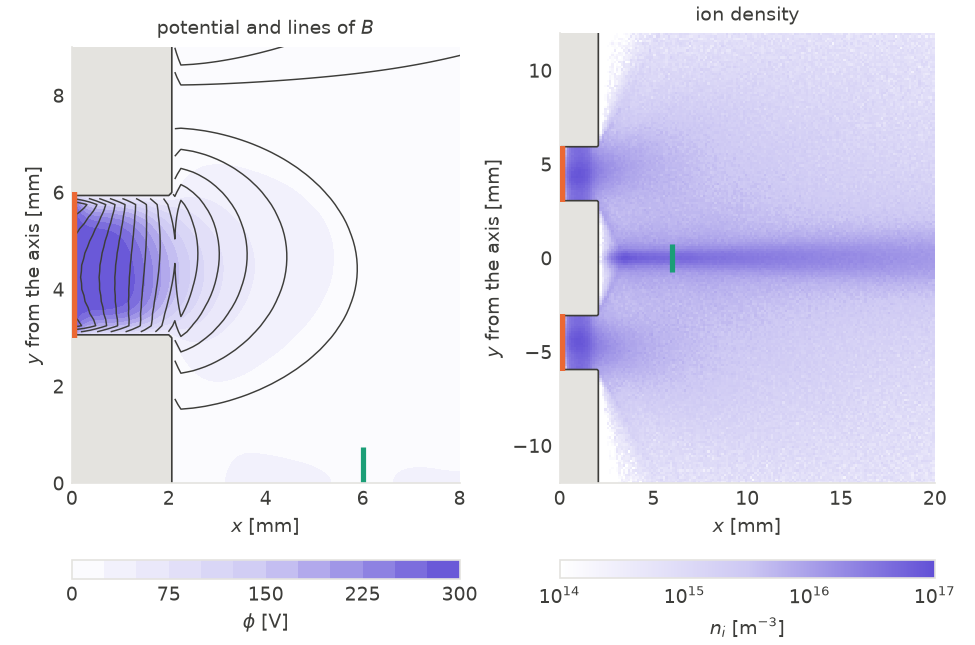 potential and lines of B
y from the axis [mm]
8
6
4
2
0
0 2 4 6 8
x [mm]
0 75 150 225 300
ϕ [V]
ion density
y from the axis [mm]
10
5
0
−5
−10
0 5 10 15 20
x [mm]
10¹⁴ 10¹⁵ 10¹⁶ 10¹⁷
nᵢ [m⁻³]